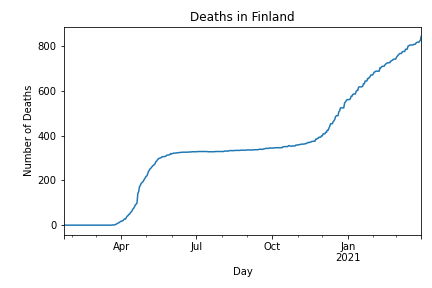 Deaths in Finland
Number of Deaths
800
600
400
200
0
Apr
Jul
Oct
Jan
2021
Day